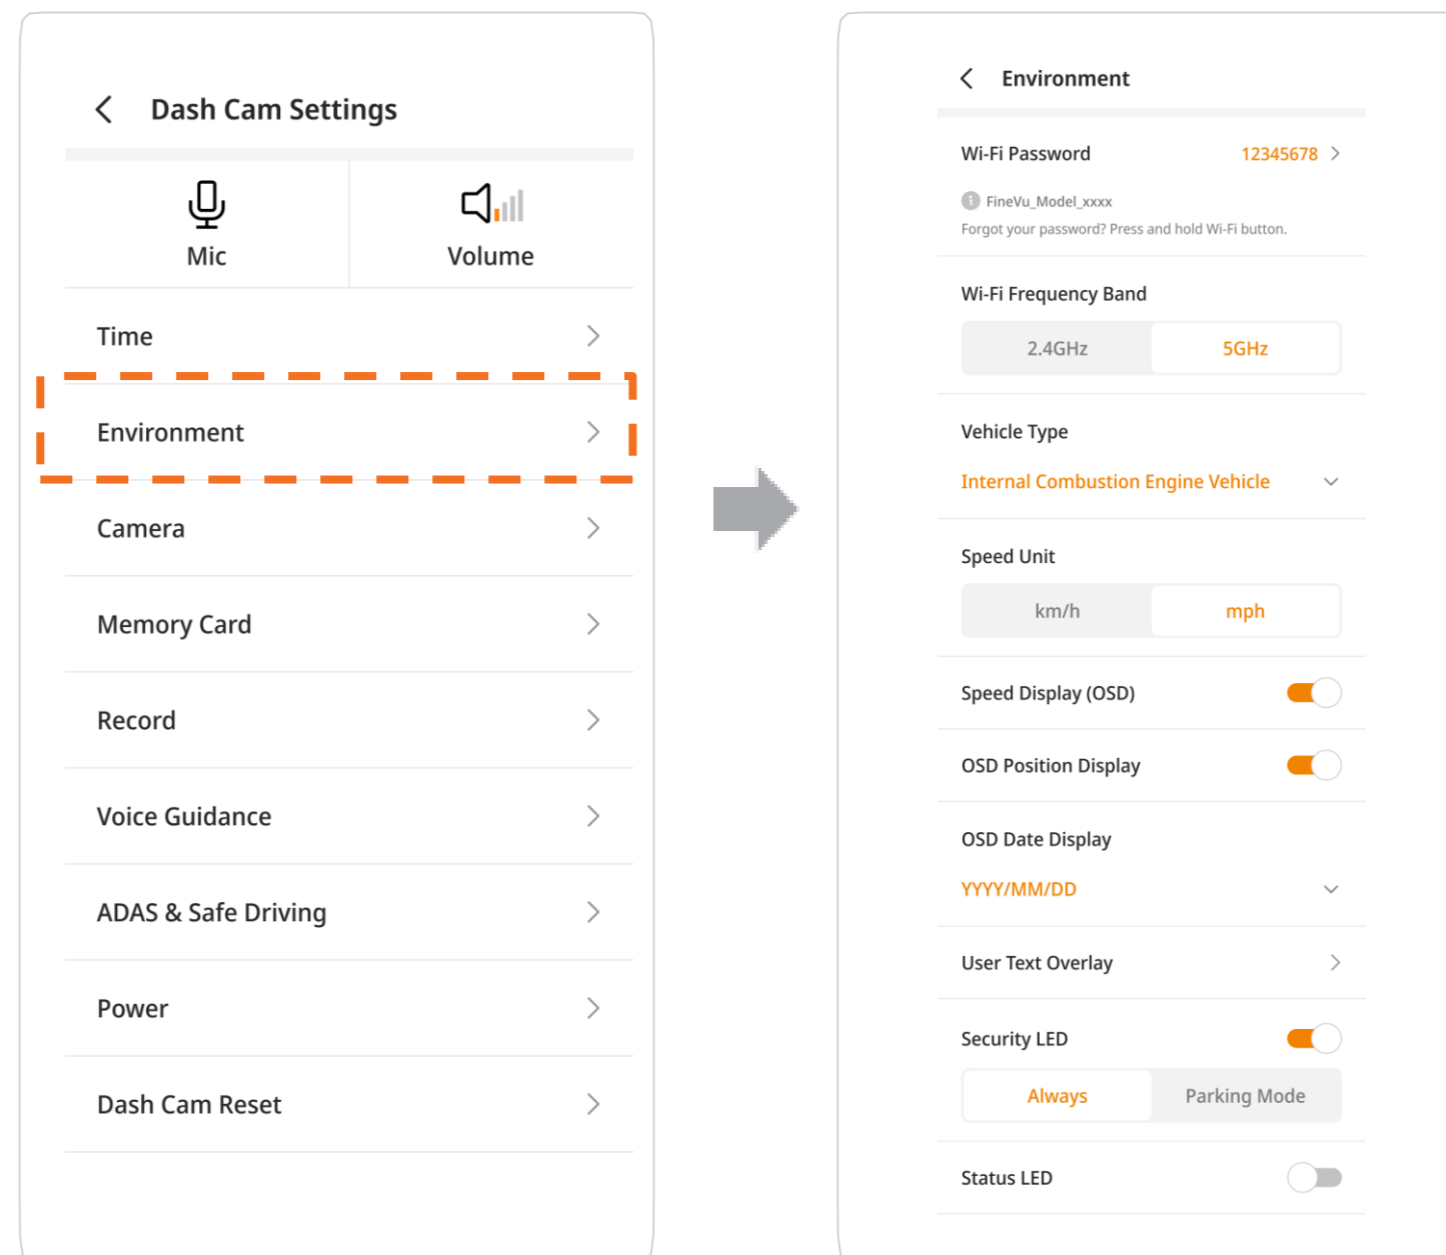 Dash Cam Settings
Mic
Volume
Time
Environment
Camera
Memory Card
Record
Voice Guidance
ADAS & Safe Driving
Power
Dash Cam Reset
Environment
Wi-Fi Password 12345678
FineVu_Model_xxxx
Forgot your password? Press and hold Wi-Fi button.
Wi-Fi Frequency Band
2.4GHz 5GHz
Vehicle Type
Internal Combustion Engine Vehicle
Speed Unit
km/h mph
Speed Display (OSD)
OSD Position Display
OSD Date Display
YYYY/MM/DD
User Text Overlay
Security LED
Always Parking Mode
Status LED